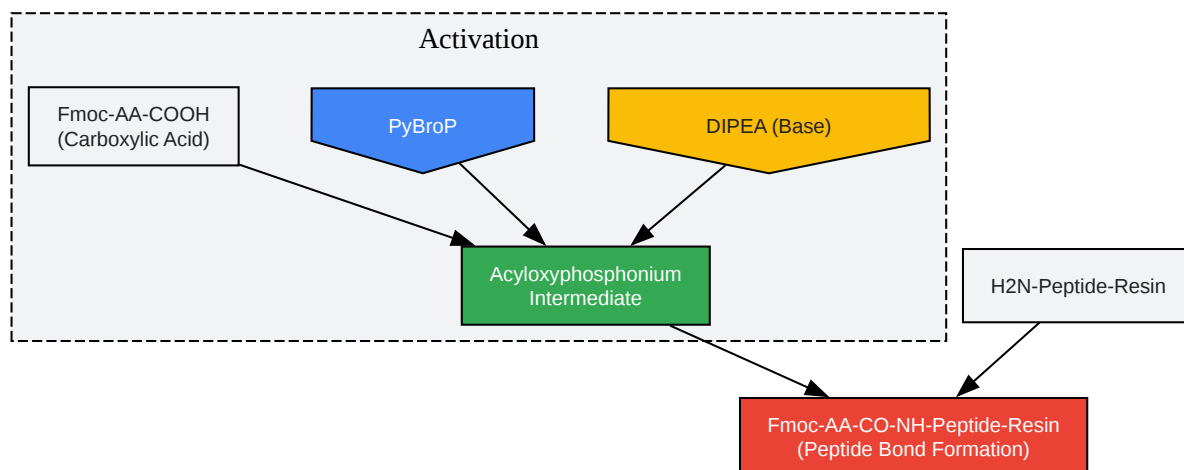 Activation
Fmoc-AA-COOH
(Carboxylic Acid)
PyBroP
DIPEA (Base)
Acyloxyphosphonium
Intermediate
H2N-Peptide-Resin
Fmoc-AA-CO-NH-Peptide-Resin
(Peptide Bond Formation)